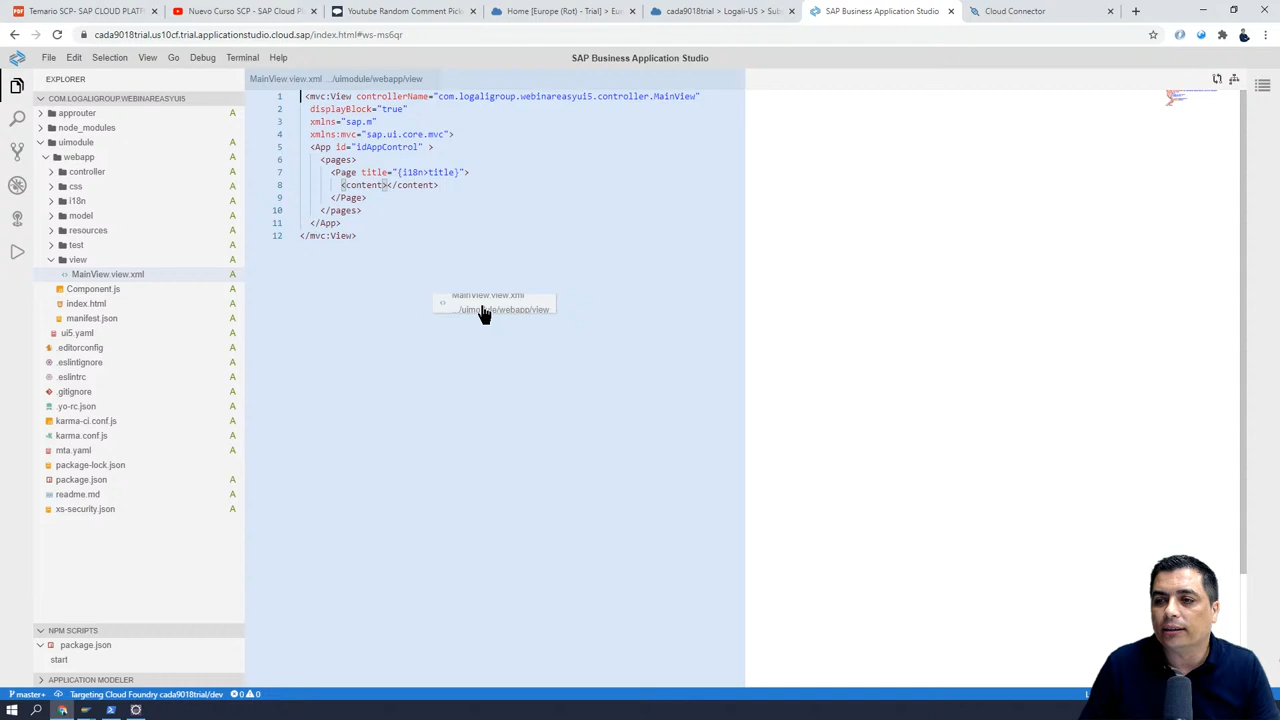 Temario SCP - SAP CLOUD PLATF
Nuevo Curso SCP - SAP Cloud Pl
Youtube Random Comment Picke
Home [Europe (Rot) - Trial] > Eur
cada9018trial > Logali-US > Sub
SAP Business Application Studio
Cloud Connector
cada9018trial.us10cf.trial.applicationstudio.cloud.sap/index.html#ws-ms6qr
File Edit Selection View Go Debug Terminal Help
SAP Business Application Studio
EXPLORER
MainView.view.xml .../uimodule/webapp/view
COM.LOGALIGROUP.WEBINAREASYUI5
approuter A
node_modules A
uimodule A
webapp A
controller A
css A
i18n A
model A
resources A
test A
view A
MainView.view.xml A
Component.js A
index.html A
manifest.json A
ui5.yaml A
.editorconfig A
.eslintignore A
.eslintrc A
.gitignore A
.yo-rc.json A
karma-ci.conf.js A
karma.conf.js A
mta.yaml A
package-lock.json A
package.json A
readme.md A
xs-security.json A
NPM SCRIPTS
package.json
start
APPLICATION MODELER
1 <mvc:View controllerName="com.logaligroup.webinareasyui5.controller.MainView"
2 displayBlock="true"
3 xmlns="sap.m"
4 xmlns:mvc="sap.ui.core.mvc">
5 <App id="idAppControl" >
6 <pages>
7 <Page title="{i18n>title}">
8 <content></content>
9 </Page>
10 </pages>
11 </App>
12 </mvc:View>
MainView.view.xml
.../uimodule/webapp/view
master+ Targeting Cloud Foundry cada9018trial/dev 0 0